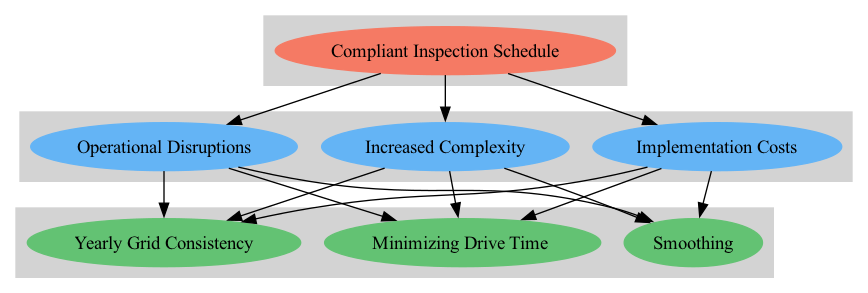 Compliant Inspection Schedule
Operational Disruptions
Increased Complexity
Implementation Costs
Yearly Grid Consistency
Minimizing Drive Time
Smoothing